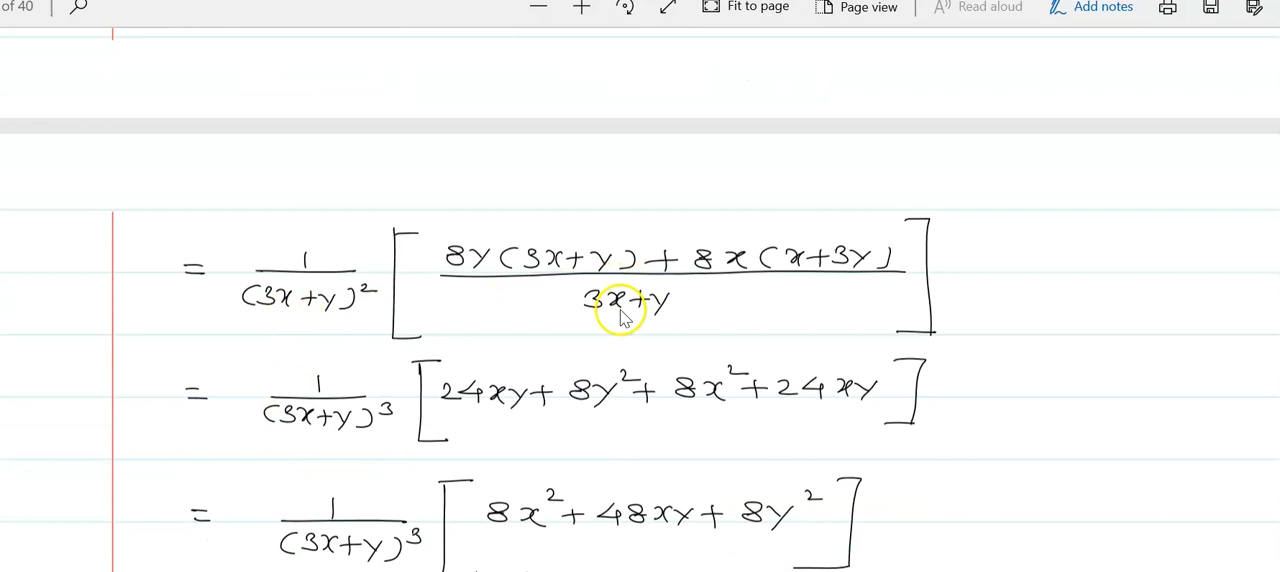 of 40 Fit to page Page view Read aloud Add notes
= 1/(3x+y)² [ (8y(3x+y)+8x(x+3y))/(3x+y) ]
= 1/(3x+y)³ [ 24xy+8y²+8x²+24xy ]
= 1/(3x+y)³ [ 8x²+48xy+8y² ]